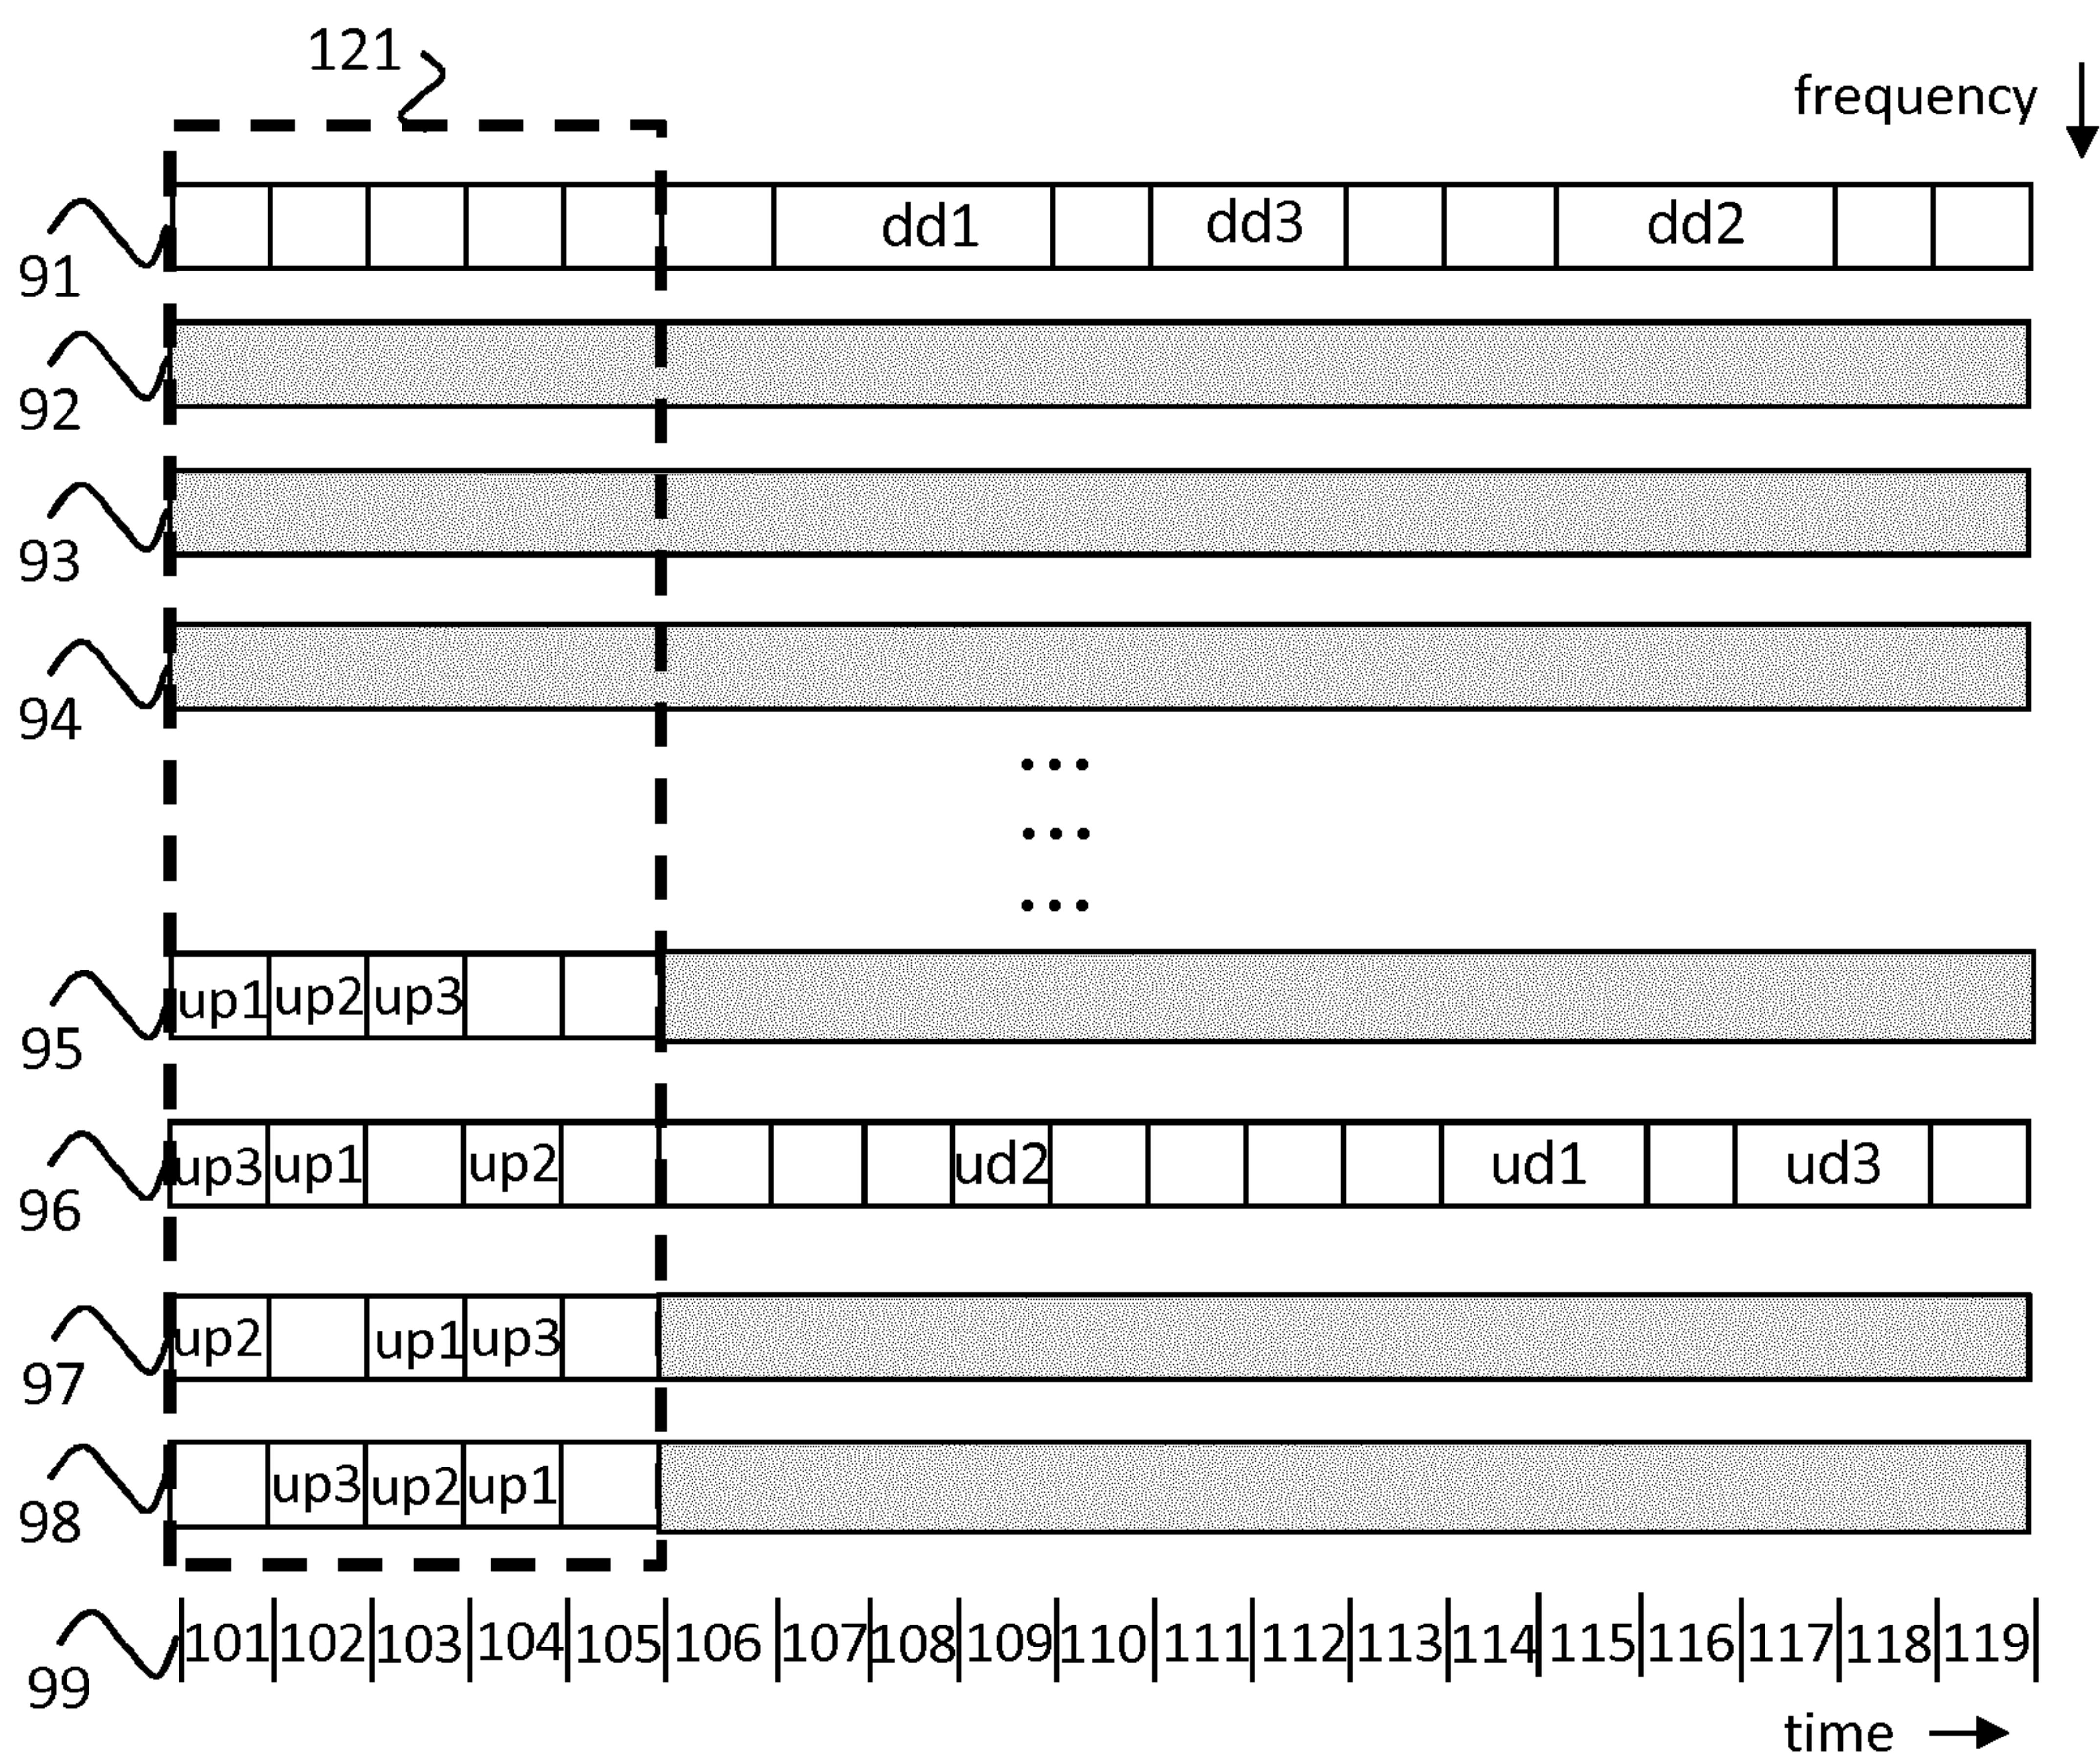 121
frequency
dd1 dd3 dd2
91
92
93
94
... 
...
...
up1 up2 up3
95
up3 up1 up2 ud2 ud1 ud3
96
up2 up1 up3
97
up3 up2 up1
98
101 102 103 104 105 106 107 108 109 110 111 112 113 114 115 116 117 118 119
99
time